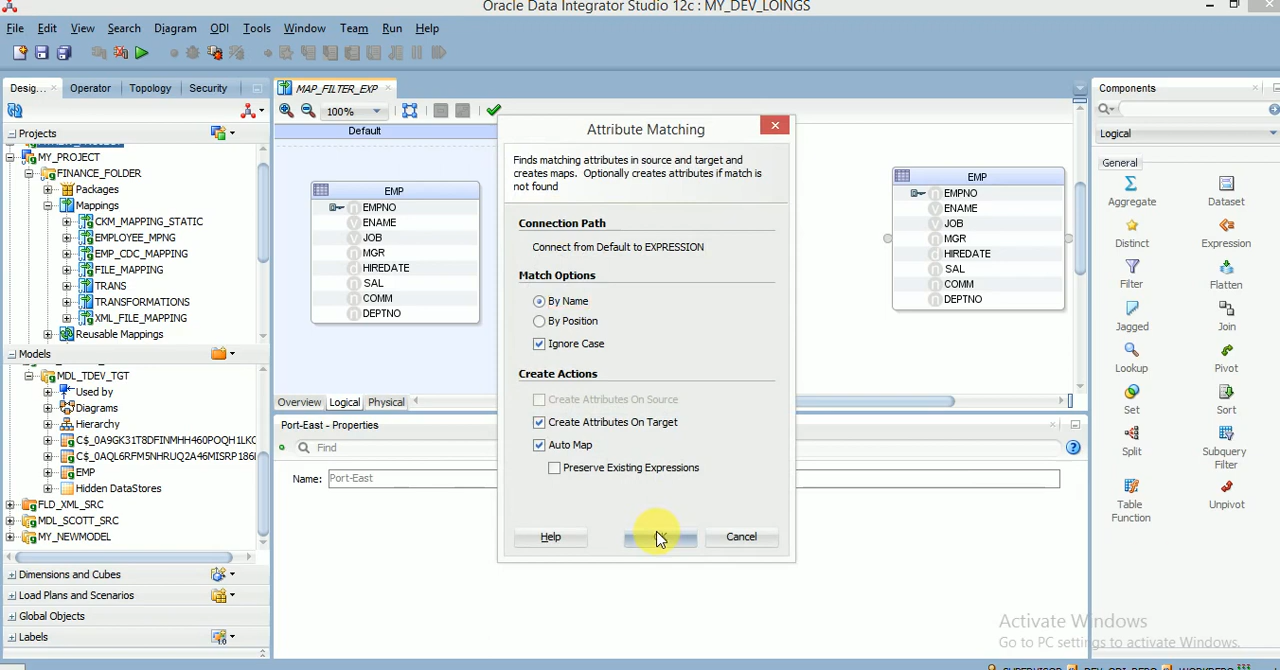 Oracle Data Integrator Studio 12c : MY_DEV_LOINGS
File Edit View Search Diagram ODI Tools Window Team Run Help
Desig... Operator Topology Security
MAP_FILTER_EXP
Components
100%
Default
Logical
Projects
MY_PROJECT
FINANCE_FOLDER
Packages
Mappings
CKM_MAPPING_STATIC
EMPLOYEE_MPNG
EMP_CDC_MAPPING
FILE_MAPPING
TRANS
TRANSFORMATIONS
XML_FILE_MAPPING
Reusable Mappings
Models
MDL_TDEV_TGT
Used by
Diagrams
Hierarchy
EMP
Hidden DataStores
FLD_XML_SRC
MDL_SCOTT_SRC
MY_NEWMODEL
Dimensions and Cubes
Load Plans and Scenarios
Global Objects
Labels
EMP
EMPNO
ENAME
JOB
MGR
HIREDATE
SAL
COMM
DEPTNO
Overview Logical Physical
Port-East - Properties
Find
Name: Port-East
Attribute Matching
Finds matching attributes in source and target and
creates maps. Optionally creates attributes if match is
not found
Connection Path
Connect from Default to EXPRESSION
Match Options
By Name
By Position
Ignore Case
Create Actions
Create Attributes On Source
Create Attributes On Target
Auto Map
Preserve Existing Expressions
Help
Cancel
EMP
EMPNO
ENAME
JOB
MGR
HIREDATE
SAL
COMM
DEPTNO
General
Aggregate Dataset
Distinct Expression
Filter Flatten
Jagged Join
Lookup Pivot
Set Sort
Split Subquery
Filter
Table
Function
Unpivot
Activate Windows
Go to PC settings to activate Windows.